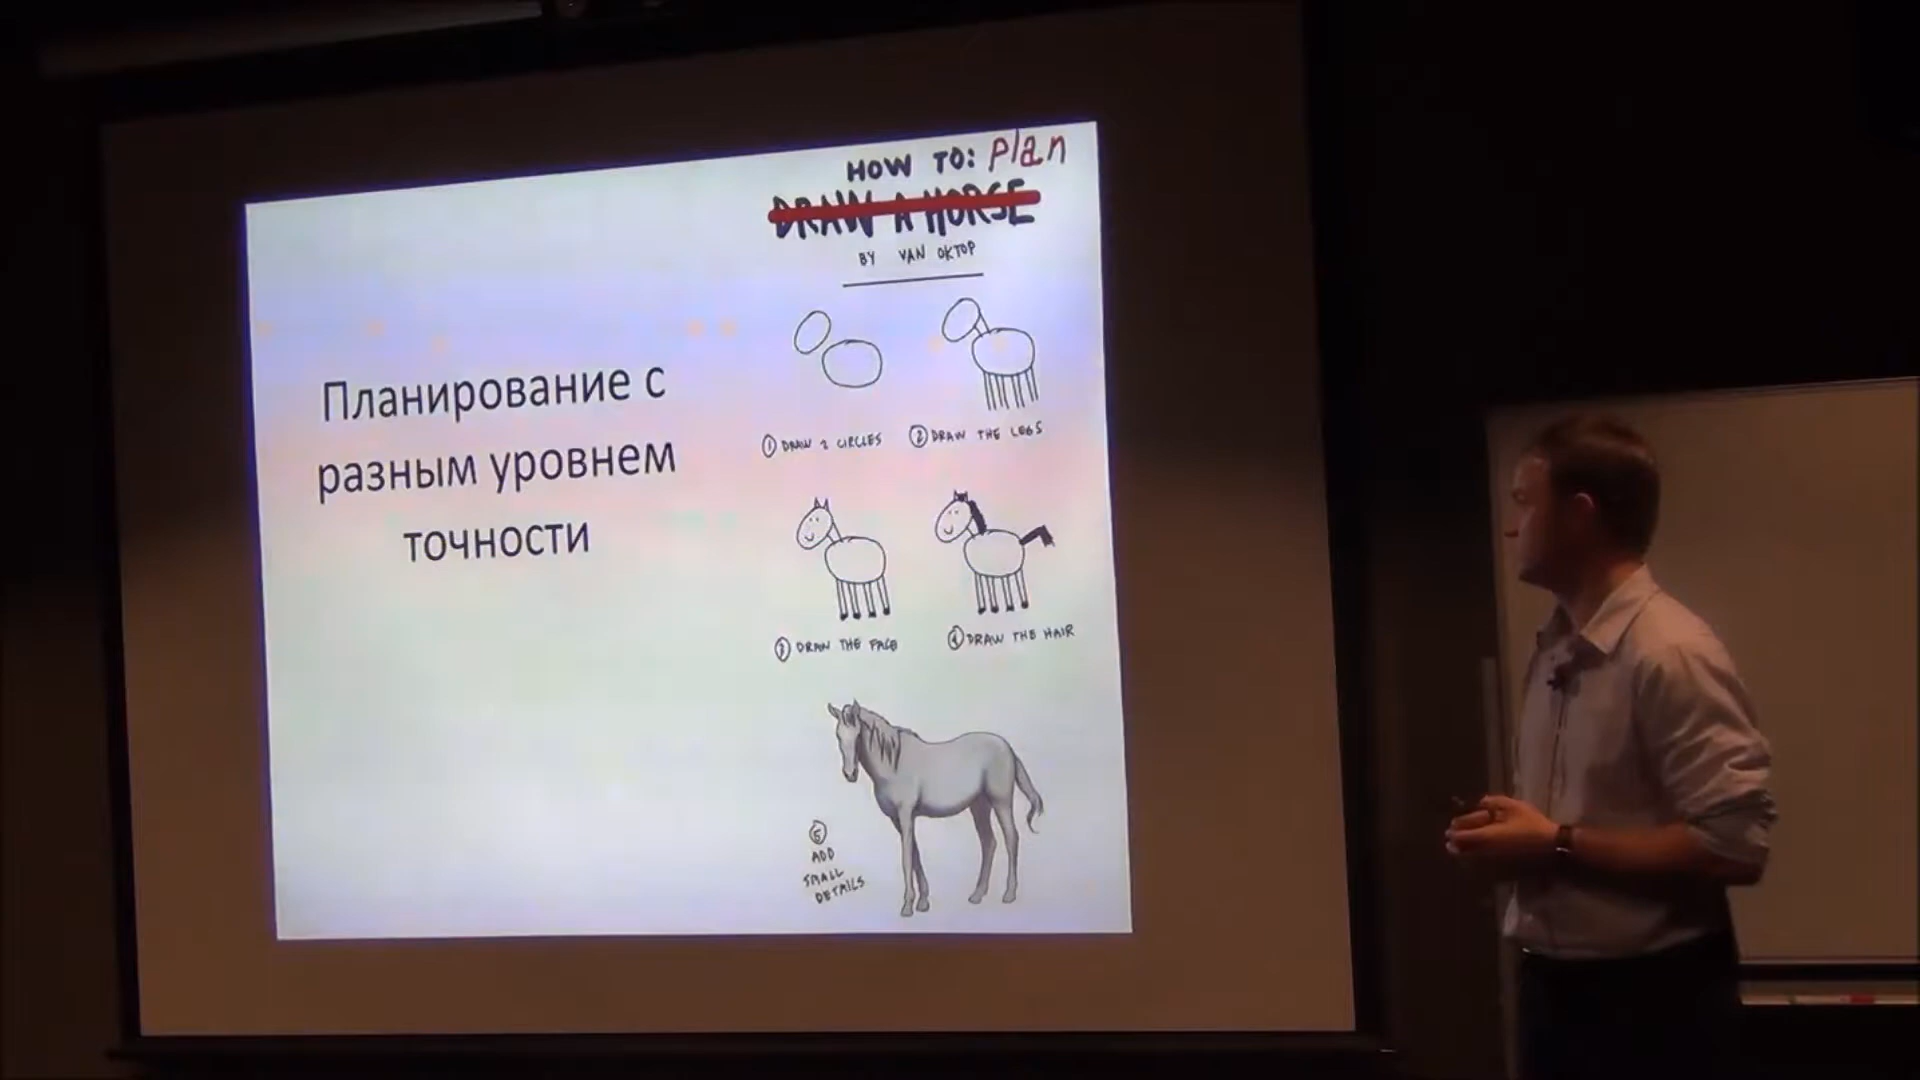 Планирование с
разным уровнем
точности
HOW TO: Plan
DRAW A HORSE
BY VAN OKTOP
① DRAW 2 CIRCLES
② DRAW THE LEGS
③ DRAW THE FACE
④ DRAW THE HAIR
⑤
ADD
SMALL
DETAILS